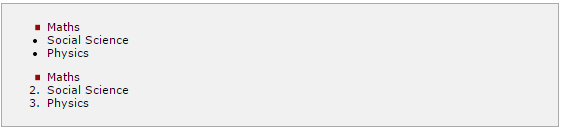 ■ Maths
• Social Science
• Physics
■ Maths
2. Social Science
3. Physics